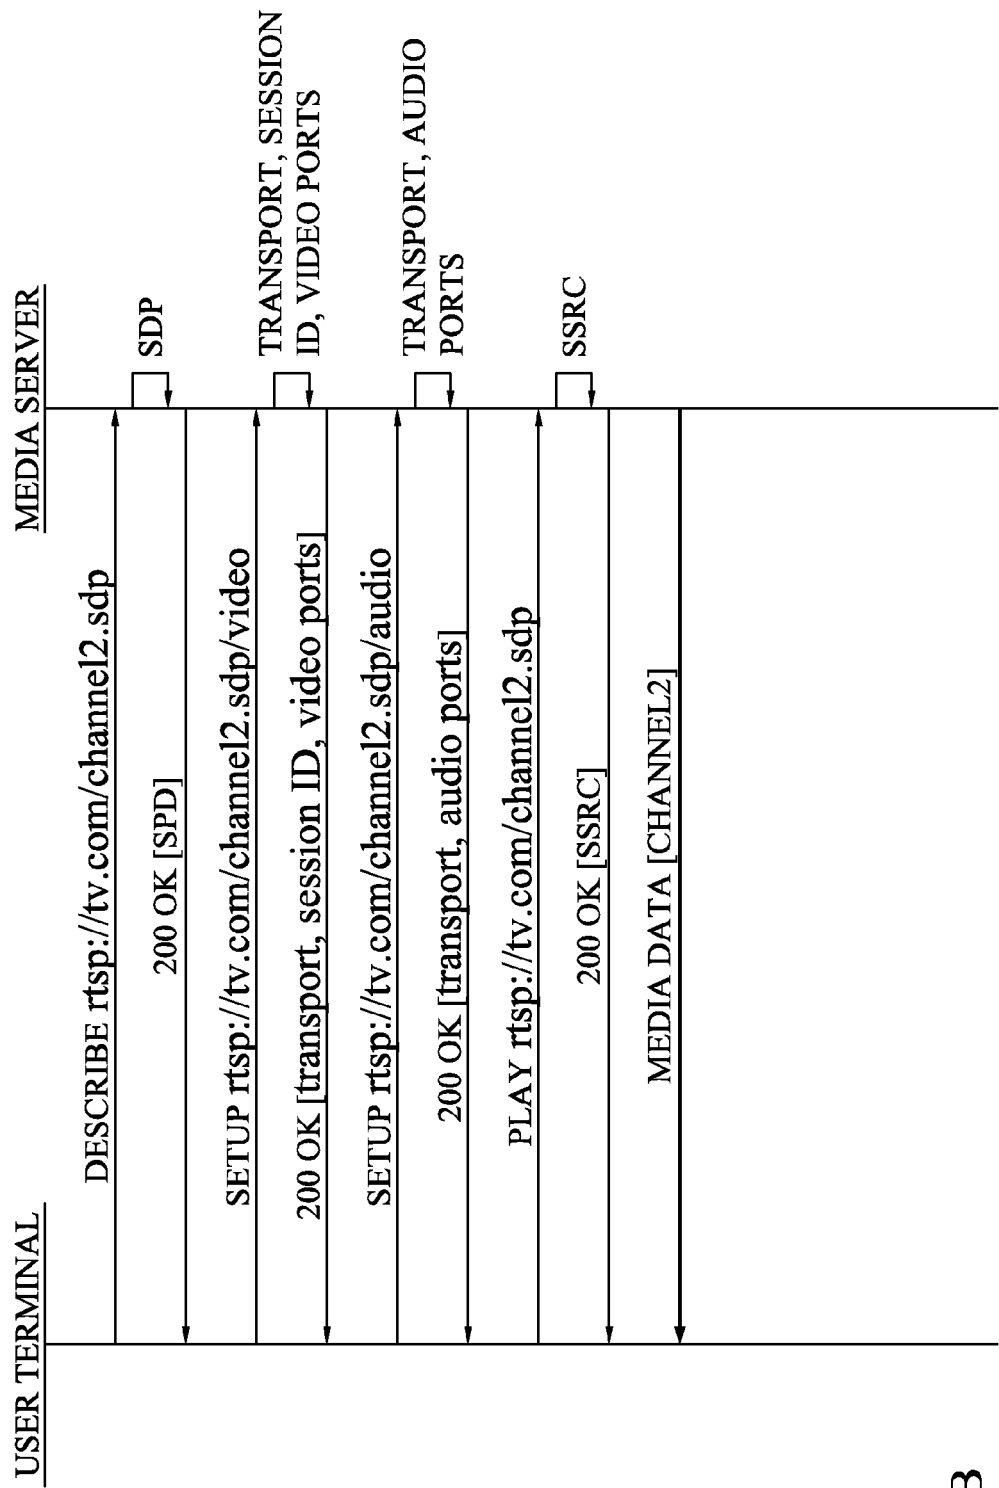 USER TERMINAL
MEDIA SERVER
DESCRIBE rtsp://tv.com/channel2.sdp
SDP
200 OK [SPD]
SETUP rtsp://tv.com/channel2.sdp/video
TRANSPORT, SESSION
ID, VIDEO PORTS
200 OK [transport, session ID, video ports]
SETUP rtsp://tv.com/channel2.sdp/audio
TRANSPORT, AUDIO
PORTS
200 OK [transport, audio ports]
PLAY rtsp://tv.com/channel2.sdp
SSRC
200 OK [SSRC]
MEDIA DATA [CHANNEL2]